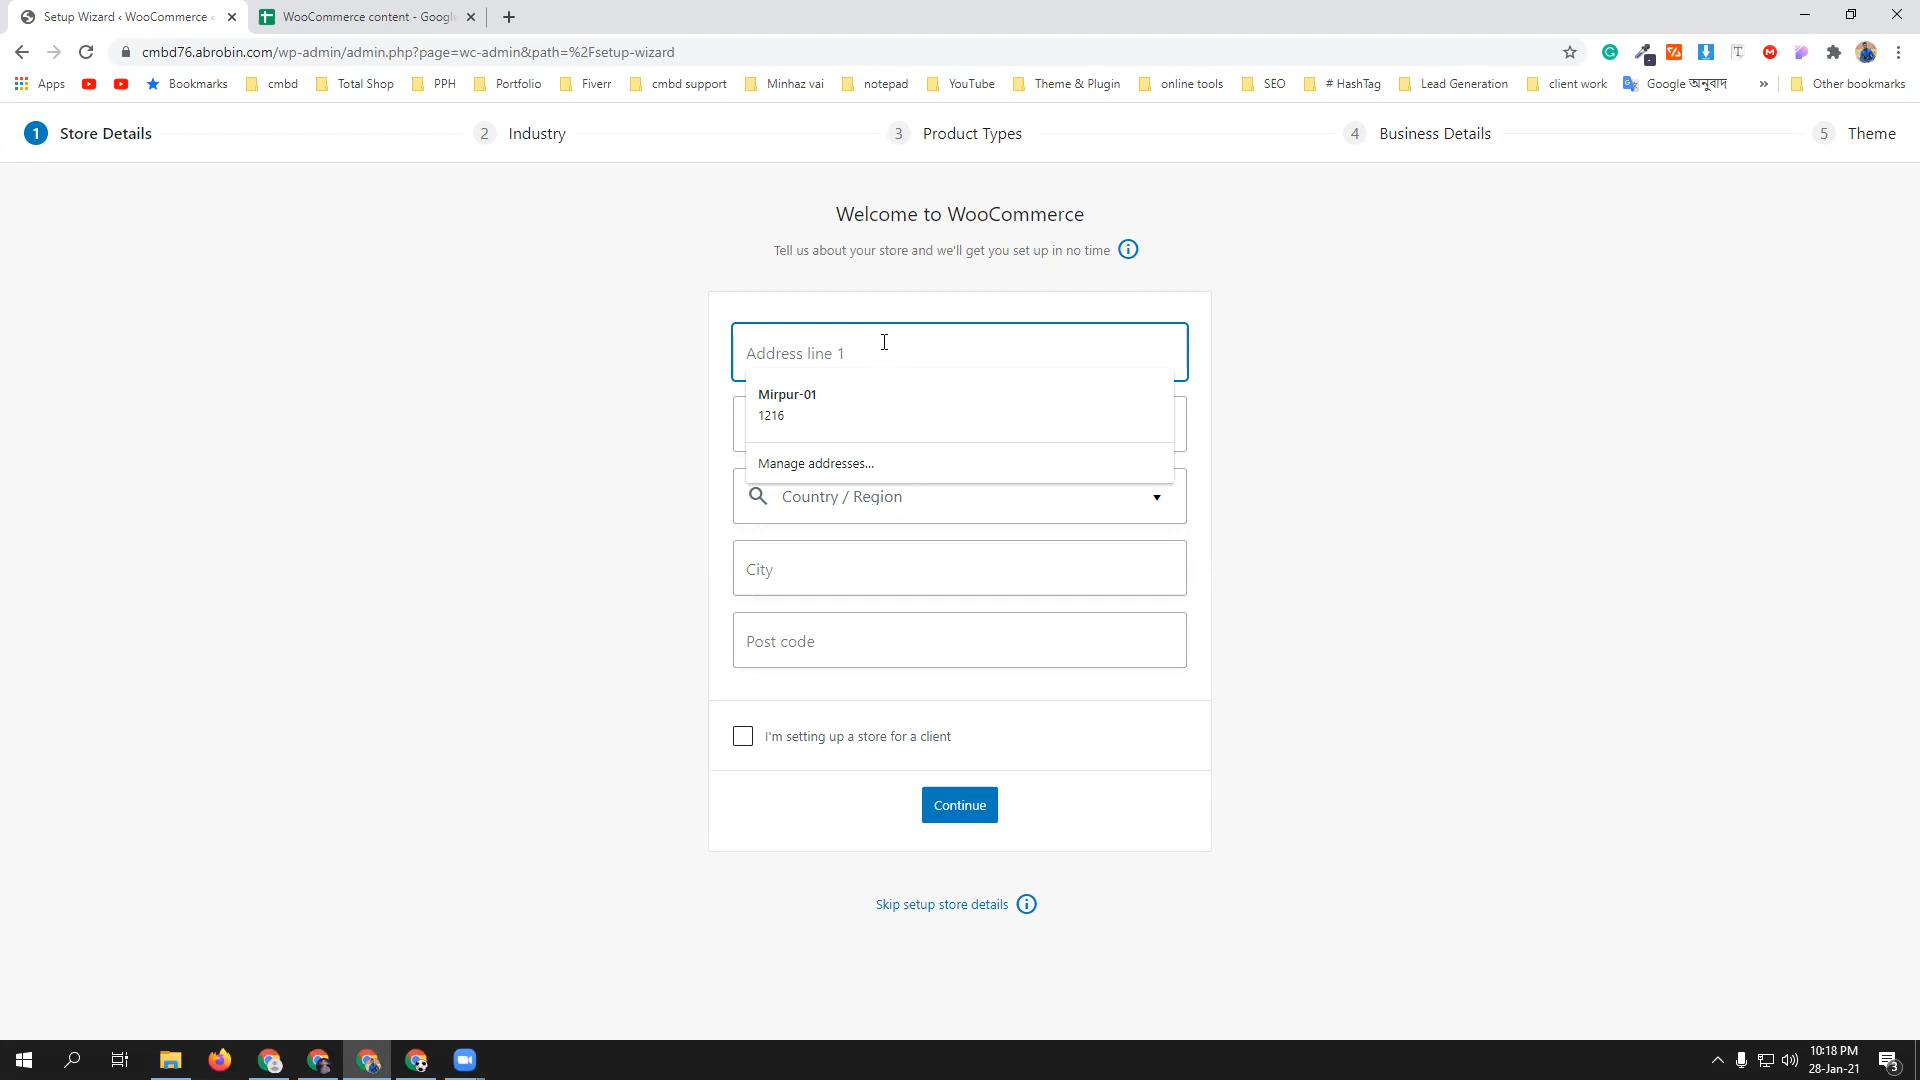 Setup Wizard ‹ WooCommerce ‹
WooCommerce content - Googl
cmbd76.abrobin.com/wp-admin/admin.php?page=wc-admin&path=%2Fsetup-wizard
Apps
Bookmarks
cmbd
Total Shop
PPH
Portfolio
Fiverr
cmbd support
Minhaz vai
notepad
YouTube
Theme & Plugin
online tools
SEO
# HashTag
Lead Generation
client work
Google অনুবাদ
»
Other bookmarks
1 Store Details
2 Industry
3 Product Types
4 Business Details
5 Theme
Welcome to WooCommerce
Tell us about your store and we'll get you set up in no time
Address line 1
Mirpur-01
1216
Manage addresses...
Country / Region
City
Post code
I'm setting up a store for a client
Continue
Skip setup store details
10:18 PM
28-Jan-21
3